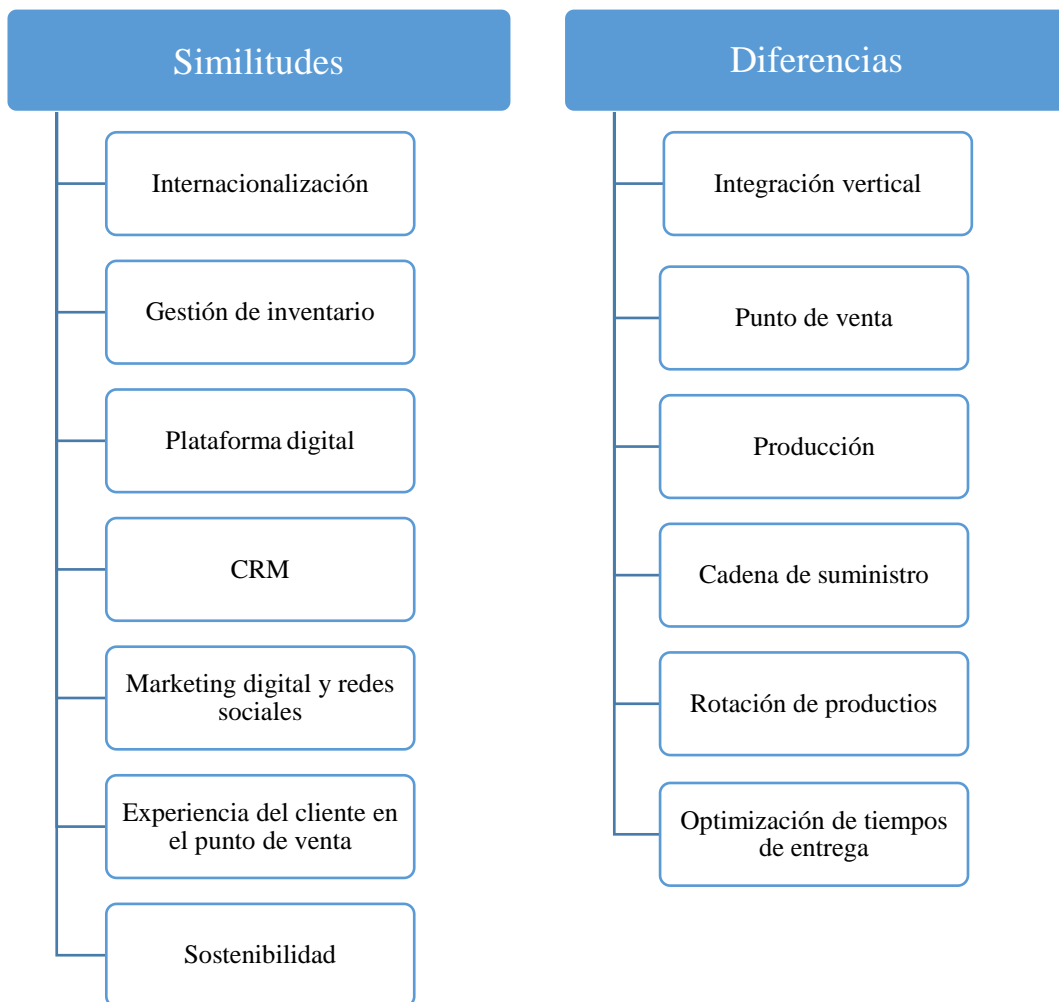 Similitudes
Internacionalización
Gestión de inventario
Plataforma digital
CRM
Marketing digital y redes
sociales
Experiencia del cliente en
el punto de venta
Sostenibilidad
Diferencias
Integración vertical
Punto de venta
Producción
Cadena de suministro
Rotación de productios
Optimización de tiempos
de entrega